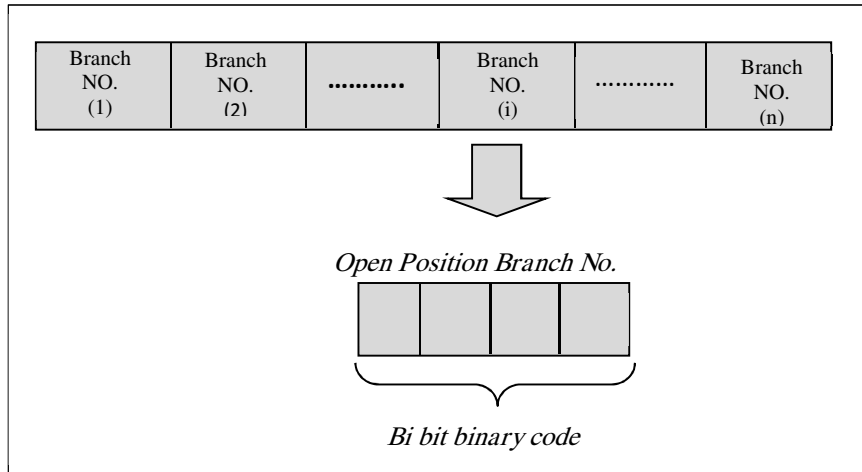 Branch
NO.
(1)
Branch
NO.
(2)
...........
Branch
NO.
(i)
............
Branch
NO.
(n)
Open Position Branch No.
Bi bit binary code